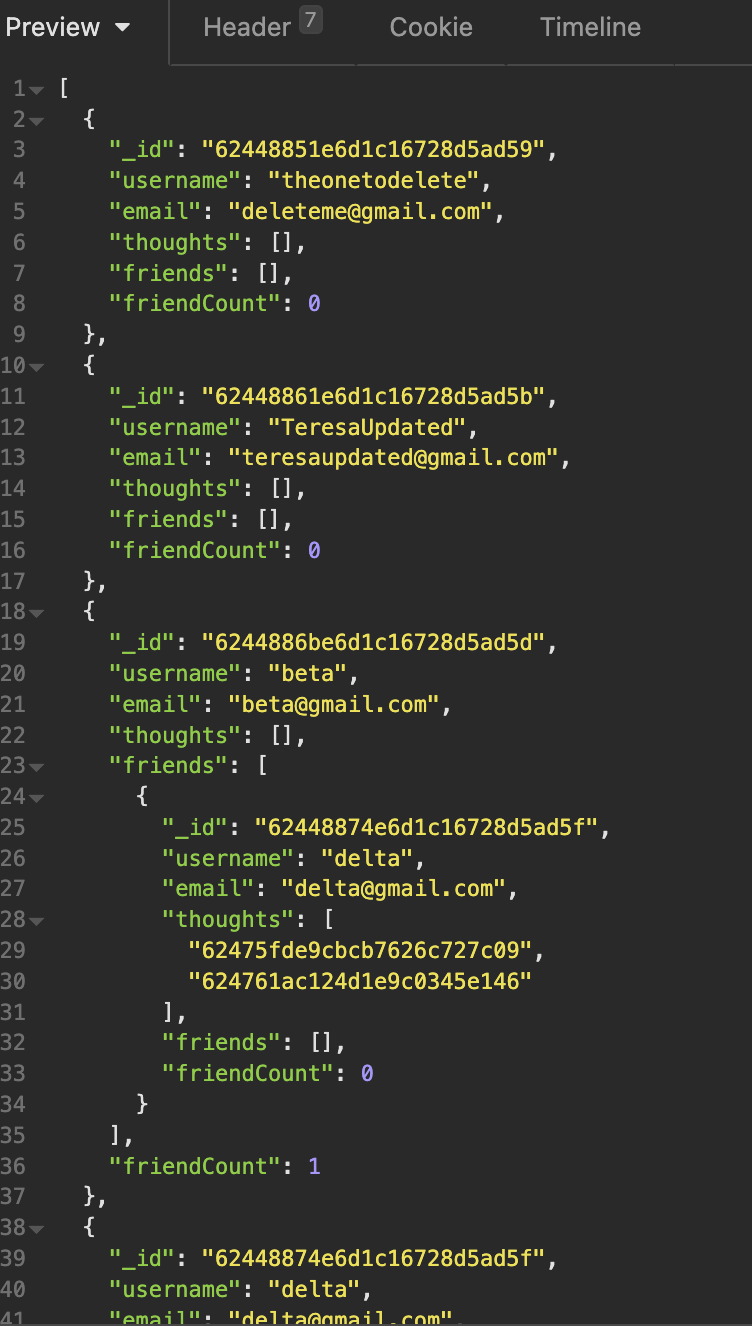 Preview Header 7 Cookie Timeline
1 [
2 {
3 "_id": "62448851e6d1c16728d5ad59",
4 "username": "theonetodelete",
5 "email": "deleteme@gmail.com",
6 "thoughts": [],
7 "friends": [],
8 "friendCount": 0
9 },
10 {
11 "_id": "62448861e6d1c16728d5ad5b",
12 "username": "TeresaUpdated",
13 "email": "teresaupdated@gmail.com",
14 "thoughts": [],
15 "friends": [],
16 "friendCount": 0
17 },
18 {
19 "_id": "6244886be6d1c16728d5ad5d",
20 "username": "beta",
21 "email": "beta@gmail.com",
22 "thoughts": [],
23 "friends": [
24 {
25 "_id": "62448874e6d1c16728d5ad5f",
26 "username": "delta",
27 "email": "delta@gmail.com",
28 "thoughts": [
29 "62475fde9cbcb7626c727c09",
30 "624761ac124d1e9c0345e146"
31 ],
32 "friends": [],
33 "friendCount": 0
34 }
35 ],
36 "friendCount": 1
37 },
38 {
39 "_id": "62448874e6d1c16728d5ad5f",
40 "username": "delta",
41 "email": "delta@gmail.com",